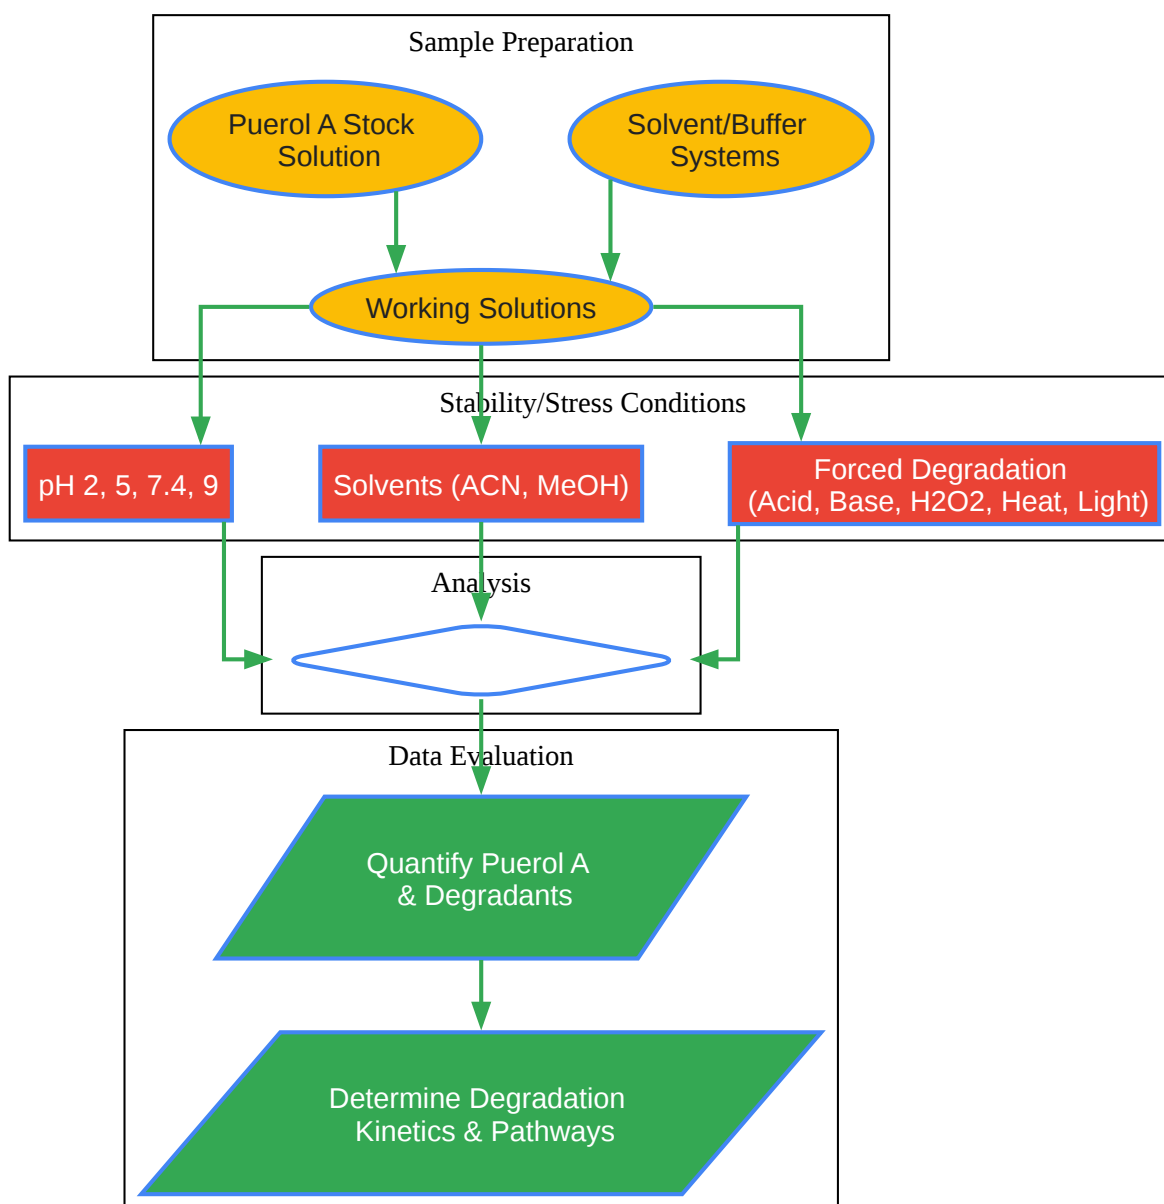 Sample Preparation
Puerol A Stock
Solution
Solvent/Buffer
Systems
Working Solutions
Stability/Stress Conditions
pH 2, 5, 7.4, 9
Solvents (ACN, MeOH)
Forced Degradation
(Acid, Base, H2O2, Heat, Light)
Analysis
Data Evaluation
Quantify Puerol A
& Degradants
Determine Degradation
Kinetics & Pathways